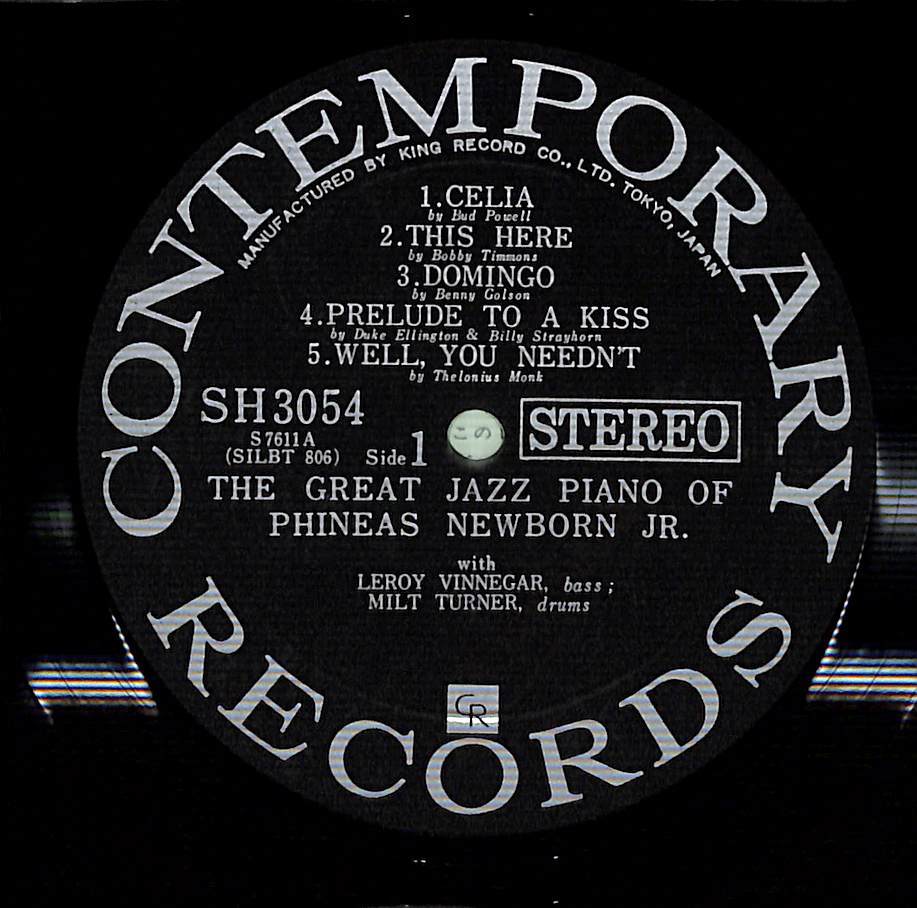 CONTEMPORARY
MANUFACTURED BY KING RECORD CO., LTD. TOKYO, JAPAN
1.CELIA
by Bud Powell
2.THIS HERE
by Bobby Timmons
3.DOMINGO
by Benny Golson
4.PRELUDE TO A KISS
by Duke Ellington & Billy Strayhorn
5.WELL, YOU NEEDN'T
by Thelonius Monk
SH3054
S7611A
(SILBT 806) Side 1
この
STEREO
THE GREAT JAZZ PIANO OF
PHINEAS NEWBORN JR.
with
LEROY VINNEGAR, bass;
MILT TURNER, drums
CR
RECORDS